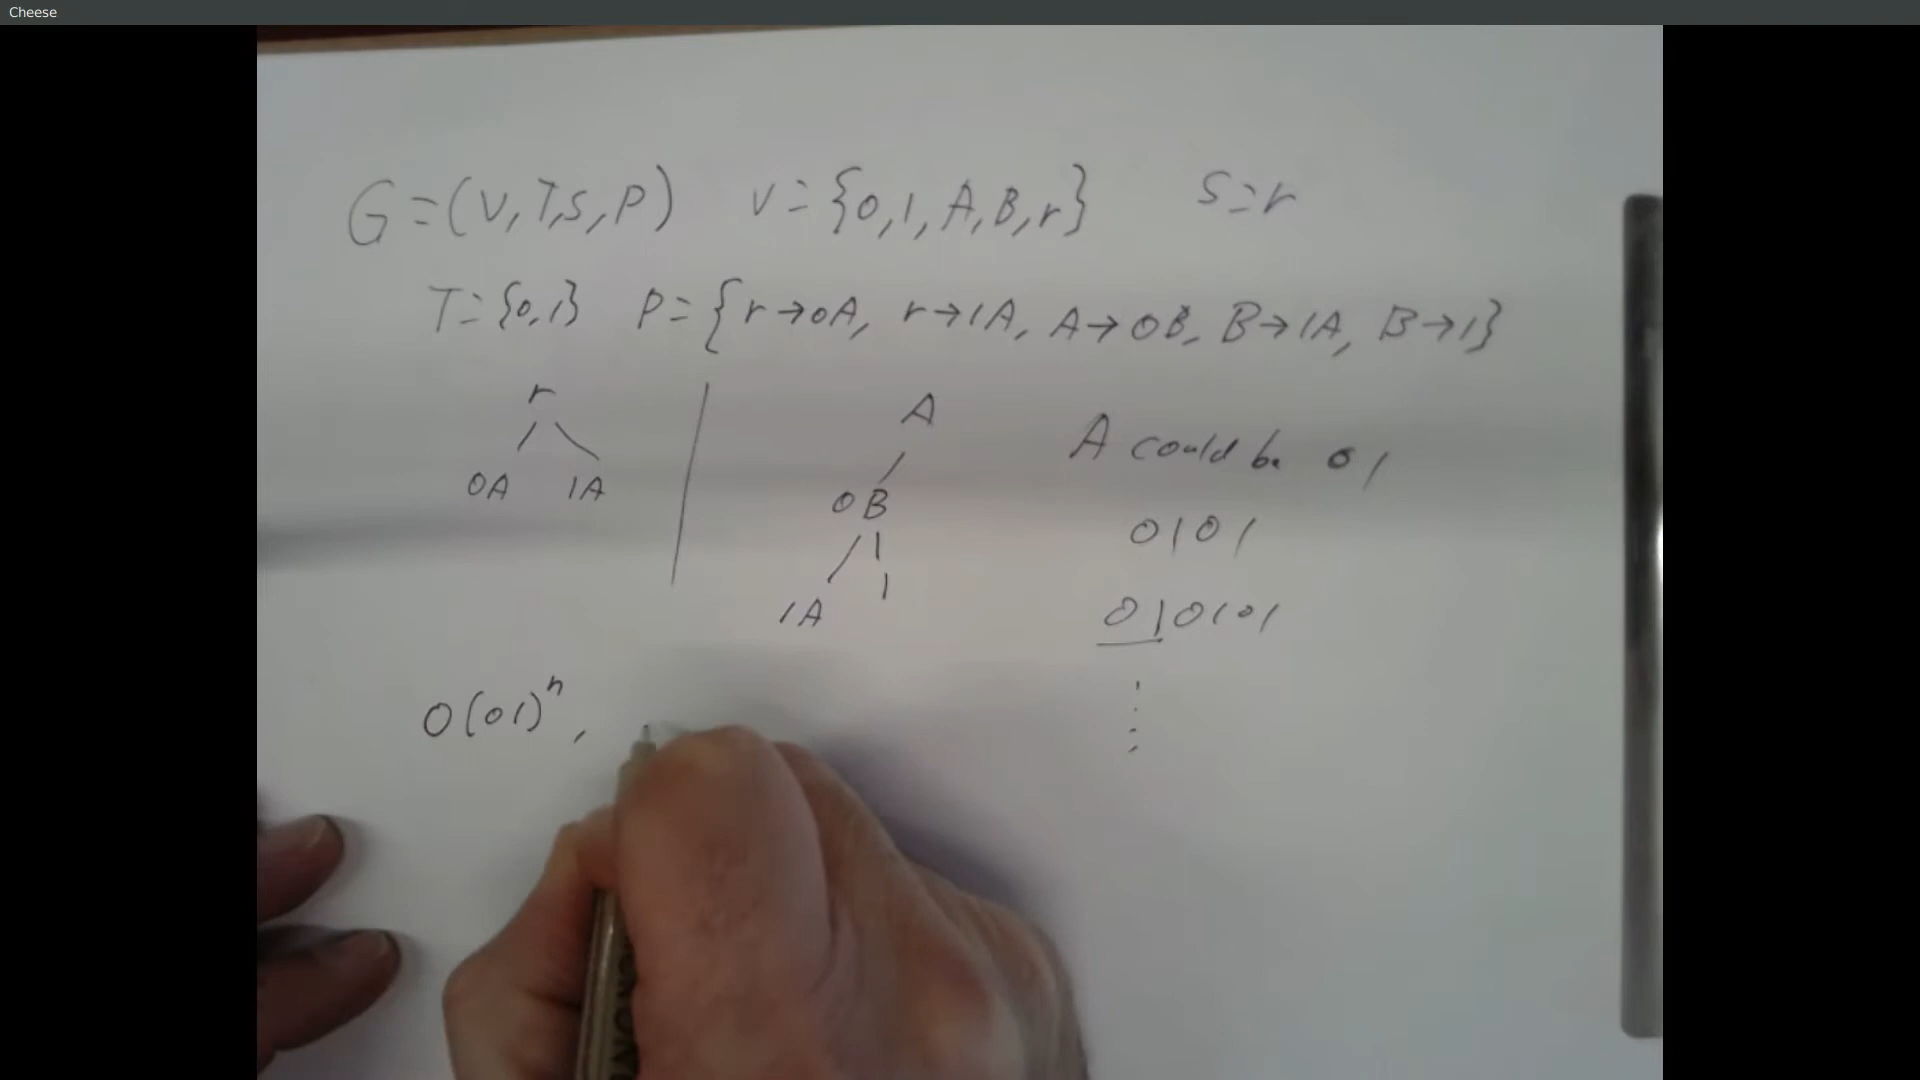 Cheese
G = (V, T, S, P) V = {0, 1, A, B, r} S = r
T = {0, 1} P = {r → 0A, r → 1A, A → 0B, B → 1A, B → 1}
r
0A 1A
A
0B
1A 1
A could be 01
0101
010101
0(01)^n,